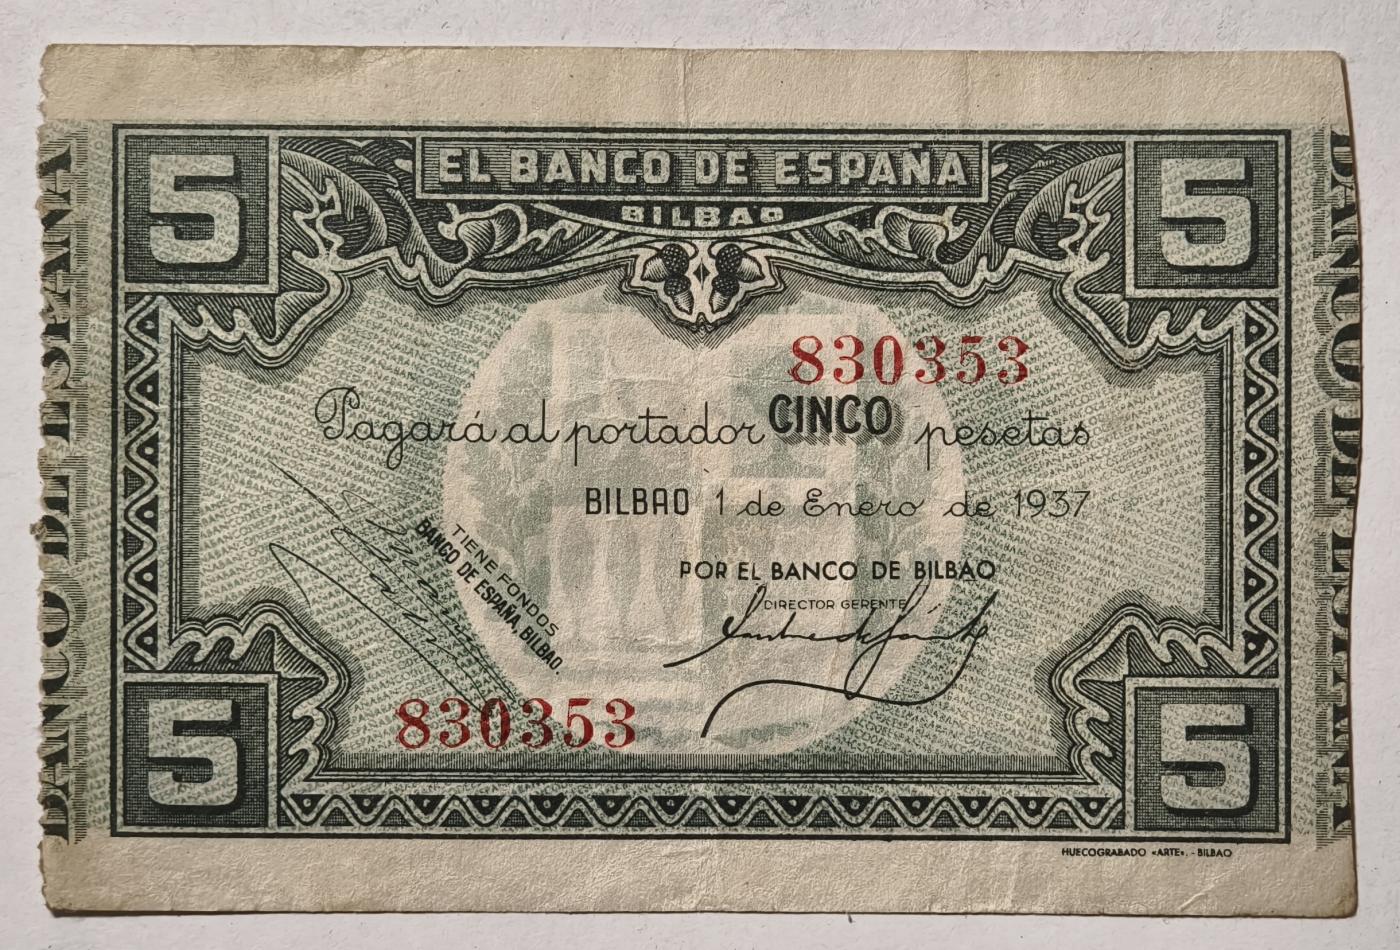 EL BANCO DE ESPAÑA
BILBAO
5
5
830353
Pagará al portador CINCO pesetas
BILBAO 1 de Enero de 1937
TIENE FONDOS
BANCO DE ESPAÑA, BILBAO.
POR EL BANCO DE BILBAO
DIRECTOR GERENTE
830353
5
5
BANCO DE ESPAÑA
BANCO DE ESPAÑA
HUECOGRABADO «ARTE». - BILBAO